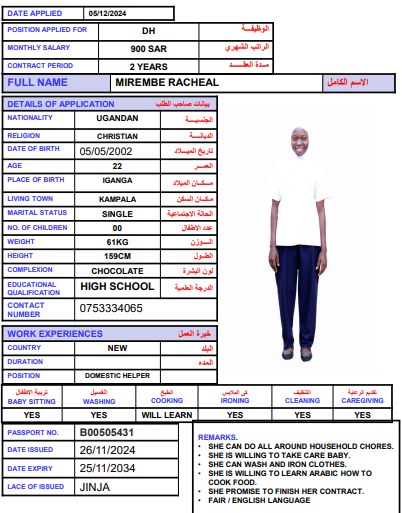 DATE APPLIED 05/12/2024
POSITION APPLIED FOR DH الوظيفـــة
MONTHLY SALARY 900 SAR الراتب الشهري
CONTRACT PERIOD 2 YEARS مـدة العقـــد
FULL NAME MIREMBE RACHEAL الاسم الكامل
DETAILS OF APPLICATION بيانات صاحب الطلب
NATIONALITY UGANDAN الجنسيـــة
RELIGION CHRISTIAN الديانـــة
DATE OF BIRTH 05/05/2002 تاريخ الميـــلاد
AGE 22 العمـــر
PLACE OF BIRTH IGANGA مـكـان الميلاد
LIVING TOWN KAMPALA مكـان السكن
MARITAL STATUS SINGLE الحالة الاجتماعية
NO. OF CHILDREN 00 عدد الاطفال
WEIGHT 61KG الـــوزن
HEIGHT 159CM الطـــول
COMPLEXION CHOCOLATE لون البشرة
EDUCATIONAL QUALIFICATION HIGH SCHOOL الدرجة العلمية
CONTACT NUMBER 0753334065
WORK EXPERIENCES خبرة العمل
COUNTRY NEW البلد
DURATION المده
POSITION DOMESTIC HELPER
تربية الاطفال الغسيل الطبخ كي الملابس التنظيف تقديم الرعاية
BABY SITTING WASHING COOKING IRONING CLEANING CAREGIVING
YES YES WILL LEARN YES YES YES
PASSPORT NO. B00505431
DATE ISSUED 26/11/2024
DATE EXPIRY 25/11/2034
LACE OF ISSUED JINJA
REMARKS.
• SHE CAN DO ALL AROUND HOUSEHOLD CHORES.
• SHE IS WILLING TO TAKE CARE BABY.
• SHE CAN WASH AND IRON CLOTHES.
• SHE IS WILLING TO LEARN ARABIC HOW TO
COOK FOOD.
• SHE PROMISE TO FINISH HER CONTRACT.
• FAIR / ENGLISH LANGUAGE